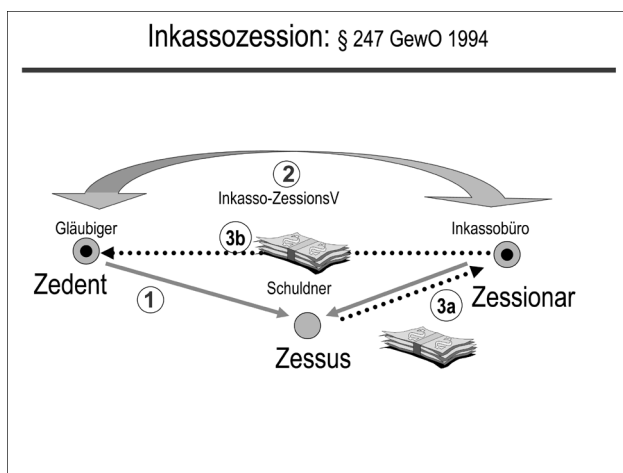 Inkassozession: § 247 GewO 1994
2
Inkasso-ZessionsV
Gläubiger
Inkassobüro
3b
Zedent
1
Schuldner
3a
Zessionar
Zessus